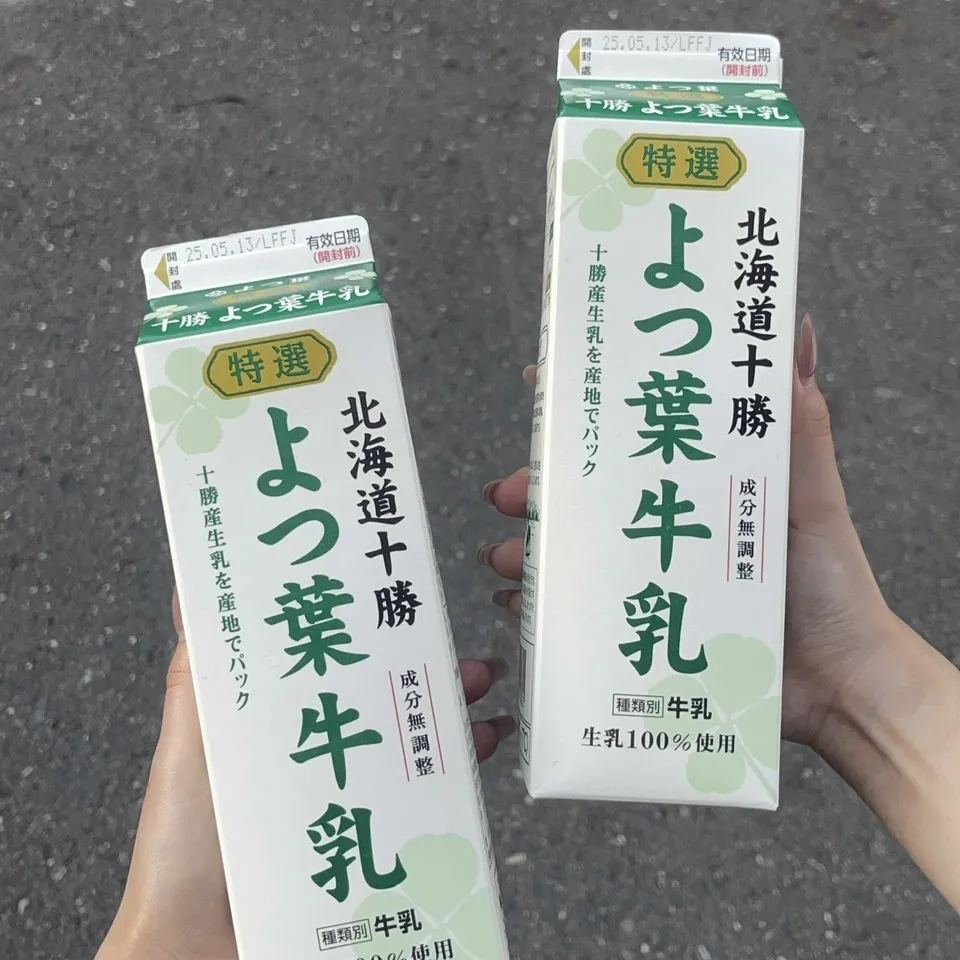 開封處
25.05.13/LFFJ
有效日期
(開封前)
よつ葉
十勝 よつ葉牛乳
特選
北海道十勝
よつ葉牛乳
十勝産生乳を産地でパック
成分無調整
種類別 牛乳
%使用
開封處
25.05.13/LFFJ
有效日期
(開封前)
よつ葉
十勝 よつ葉牛乳
特選
北海道十勝
よつ葉牛乳
十勝産生乳を産地でパック
成分無調整
種類別 牛乳
生乳100%使用